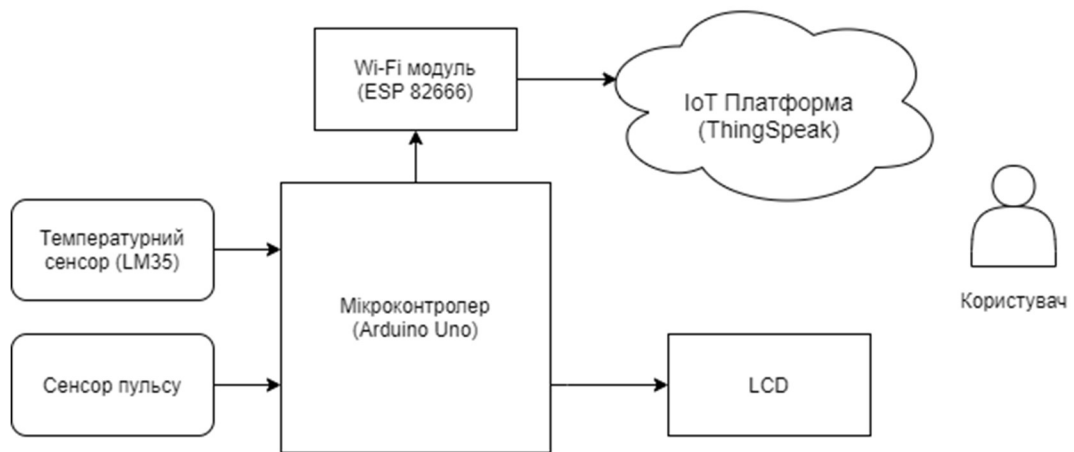 Wi-Fi модуль
(ESP 82666)
IoT Платформа
(ThingSpeak)
Температурний
сенсор (LM35)
Мікроконтролер
(Arduino Uno)
Користувач
Сенсор пульсу
LCD